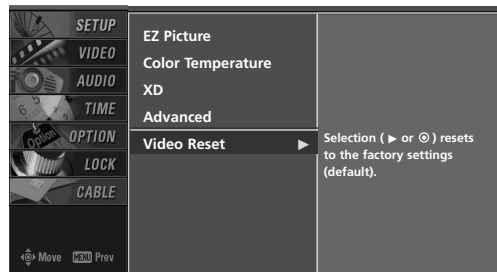 SETUP
VIDEO
AUDIO
TIME
OPTION
LOCK
CABLE
Move MENU Prev
EZ Picture
Color Temperature
XD
Advanced
Video Reset ▶
Selection ( ▶ or ◉ ) resets
to the factory settings
(default).